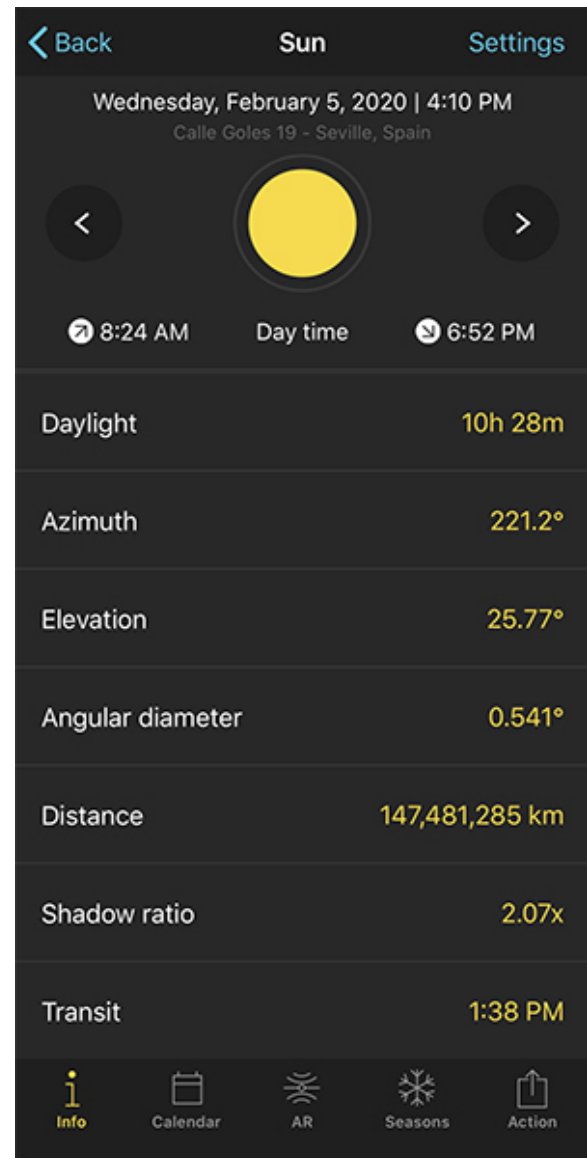 Back Sun Settings
Wednesday, February 5, 2020 | 4:10 PM
Calle Goles 19 - Seville, Spain
8:24 AM Day time 6:52 PM
Daylight 10h 28m
Azimuth 221.2°
Elevation 25.77°
Angular diameter 0.541°
Distance 147,481,285 km
Shadow ratio 2.07x
Transit 1:38 PM
Info Calendar AR Seasons Action